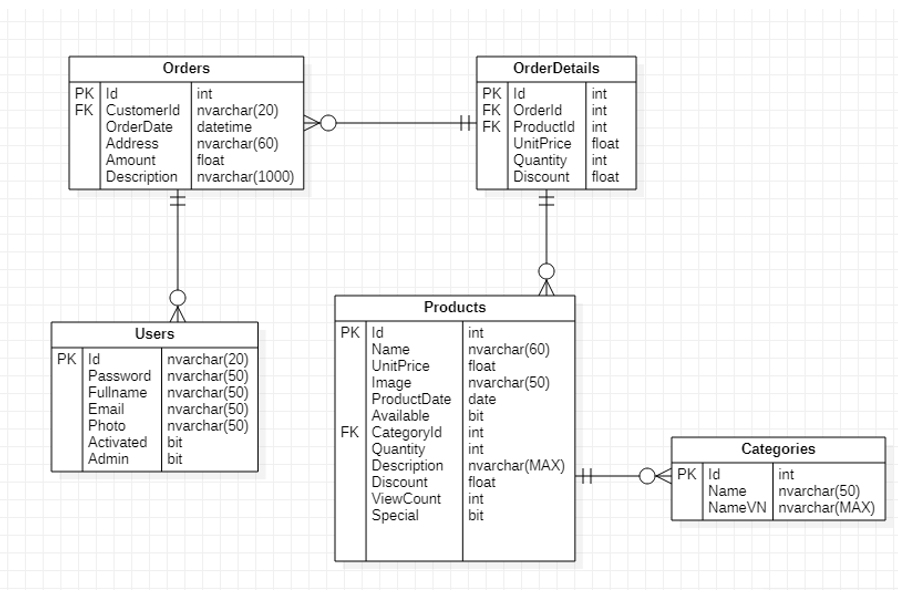 Orders
PK Id int
FK CustomerId nvarchar(20)
OrderDate datetime
Address nvarchar(60)
Amount float
Description nvarchar(1000)
OrderDetails
PK Id int
FK OrderId int
FK ProductId int
UnitPrice float
Quantity int
Discount float
Users
PK Id nvarchar(20)
Password nvarchar(50)
Fullname nvarchar(50)
Email nvarchar(50)
Photo nvarchar(50)
Activated bit
Admin bit
Products
PK Id int
Name nvarchar(60)
UnitPrice float
Image nvarchar(50)
ProductDate date
Available bit
FK CategoryId int
Quantity int
Description nvarchar(MAX)
Discount float
ViewCount int
Special bit
Categories
PK Id int
Name nvarchar(50)
NameVN nvarchar(MAX)